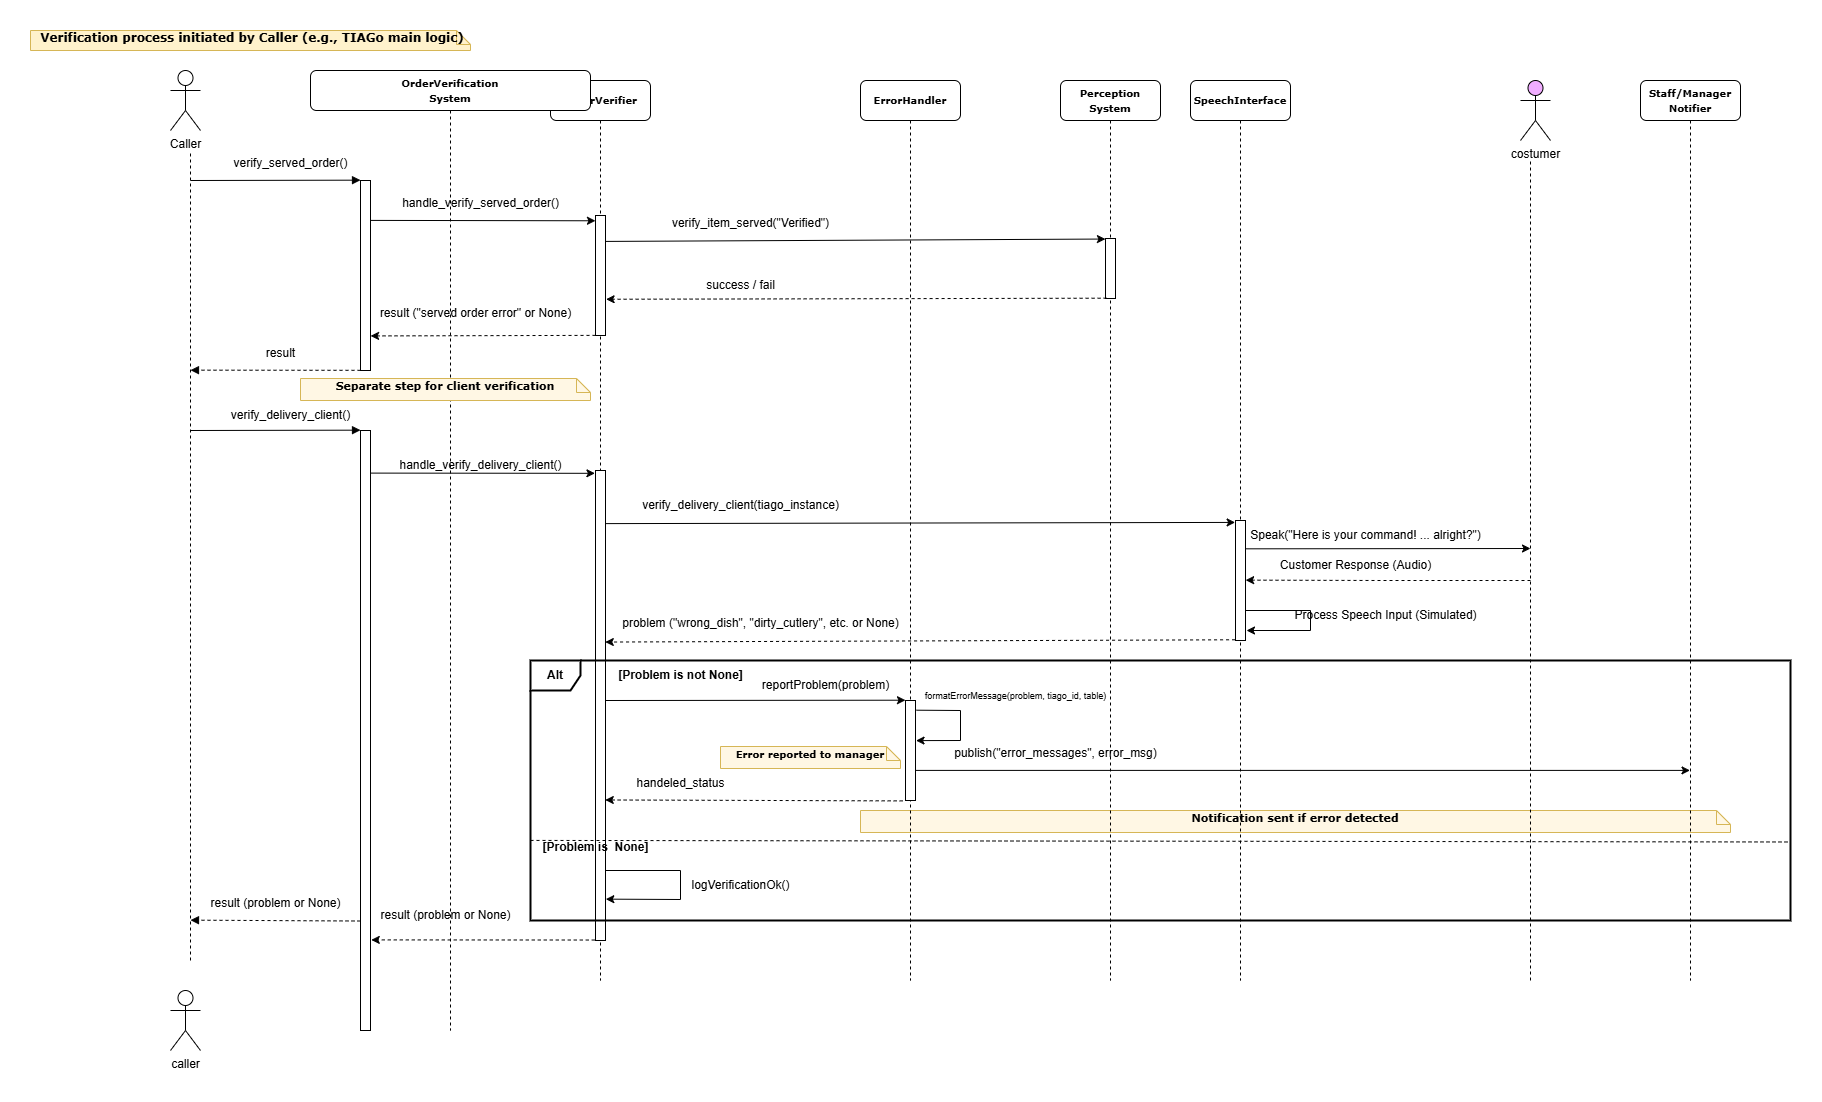 Verification process initiated by Caller (e.g., TIAGo main logic)
OrderVerification
System
rVerifier
ErrorHandler
Perception
System
SpeechInterface
Staff/Manager
Notifier
Caller
costumer
verify_served_order()
handle_verify_served_order()
verify_item_served("Verified")
success / fail
result ("served order error" or None)
result
Separate step for client verification
verify_delivery_client()
handle_verify_delivery_client()
verify_delivery_client(tiago_instance)
Speak("Here is your command! ... alright?")
Customer Response (Audio)
Process Speech Input (Simulated)
problem ("wrong_dish", "dirty_cutlery", etc. or None)
Alt
[Problem is not None]
reportProblem(problem)
formatErrorMessage(problem, tiago_id, table)
Error reported to manager
publish("error_messages", error_msg)
handeled_status
Notification sent if error detected
[Problem is  None]
logVerificationOk()
result (problem or None)
result (problem or None)
caller